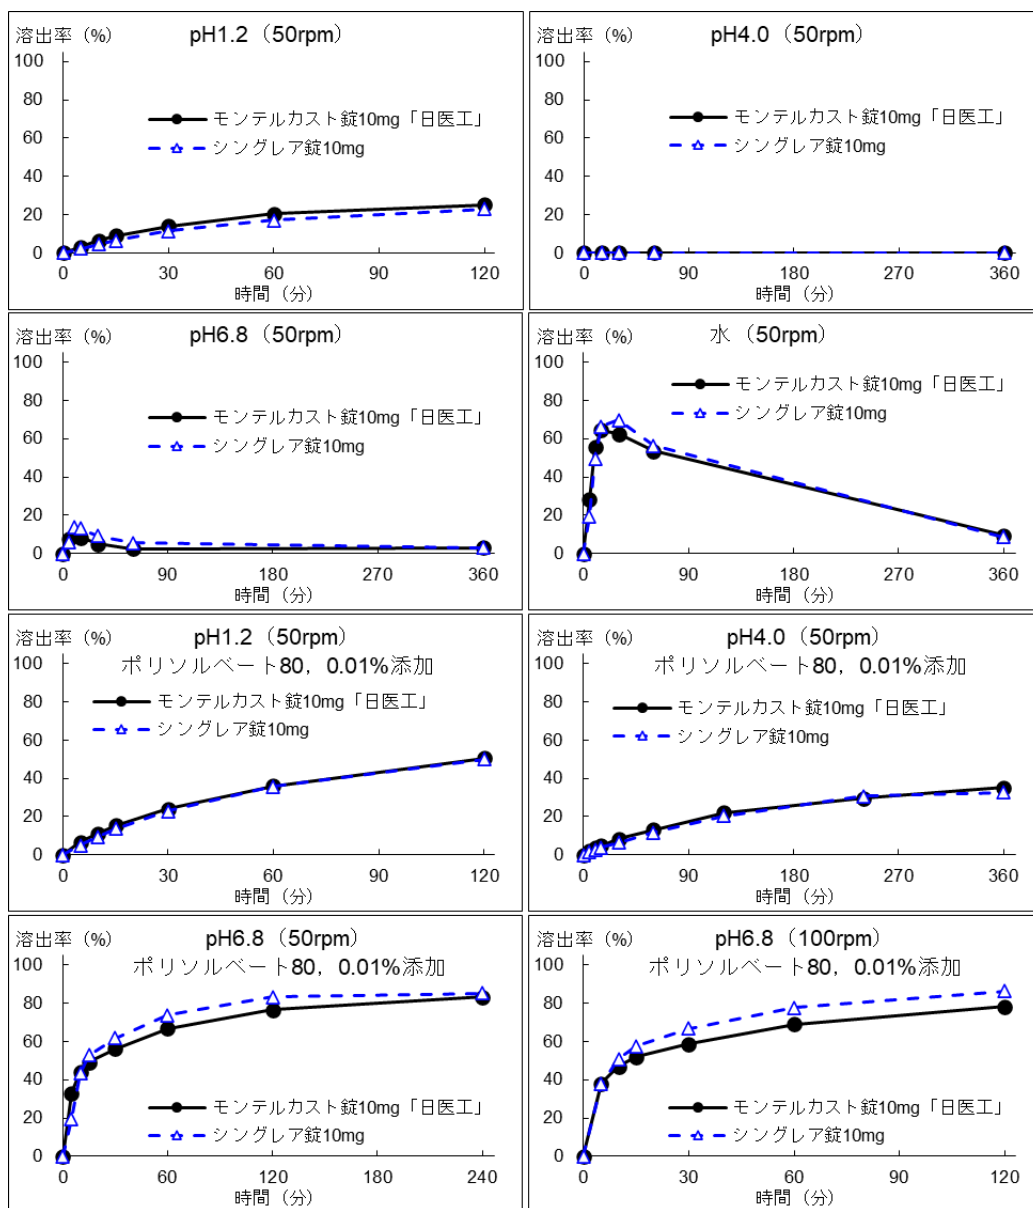 溶出率 (%)
pH1.2（50rpm）
100
80
60
40
20
0
モンテルカスト錠10mg「日医工」
シングレア錠10mg
0 30 60 90 120
時間（分）
溶出率 (%)
pH4.0（50rpm）
100
80
60
40
20
0
モンテルカスト錠10mg「日医工」
シングレア錠10mg
0 90 180 270 360
時間（分）
溶出率 (%)
pH6.8（50rpm）
100
80
60
40
20
0
モンテルカスト錠10mg「日医工」
シングレア錠10mg
0 90 180 270 360
時間（分）
溶出率 (%)
水（50rpm）
100
80
60
40
20
0
モンテルカスト錠10mg「日医工」
シングレア錠10mg
0 90 180 270 360
時間（分）
溶出率 (%)
pH1.2（50rpm）
ポリソルベート80，0.01%添加
100
80
60
40
20
0
モンテルカスト錠10mg「日医工」
シングレア錠10mg
0 30 60 90 120
時間（分）
溶出率 (%)
pH4.0（50rpm）
ポリソルベート80，0.01%添加
100
80
60
40
20
0
モンテルカスト錠10mg「日医工」
シングレア錠10mg
0 90 180 270 360
時間（分）
溶出率 (%)
pH6.8（50rpm）
ポリソルベート80，0.01%添加
100
80
60
40
20
0
モンテルカスト錠10mg「日医工」
シングレア錠10mg
0 60 120 180 240
時間（分）
溶出率 (%)
pH6.8（100rpm）
ポリソルベート80，0.01%添加
100
80
60
40
20
0
モンテルカスト錠10mg「日医工」
シングレア錠10mg
0 30 60 90 120
時間（分）